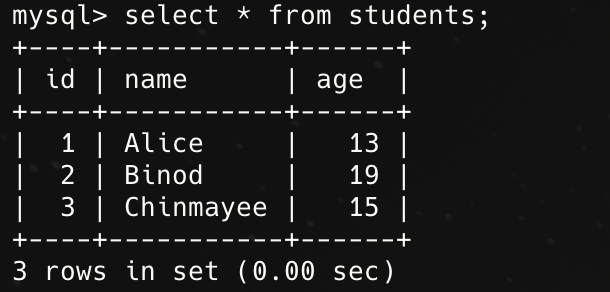 mysql> select * from students;
+----+-----------+------+
| id | name      | age  |
+----+-----------+------+
|  1 | Alice     |   13 |
|  2 | Binod     |   19 |
|  3 | Chinmayee |   15 |
+----+-----------+------+
3 rows in set (0.00 sec)